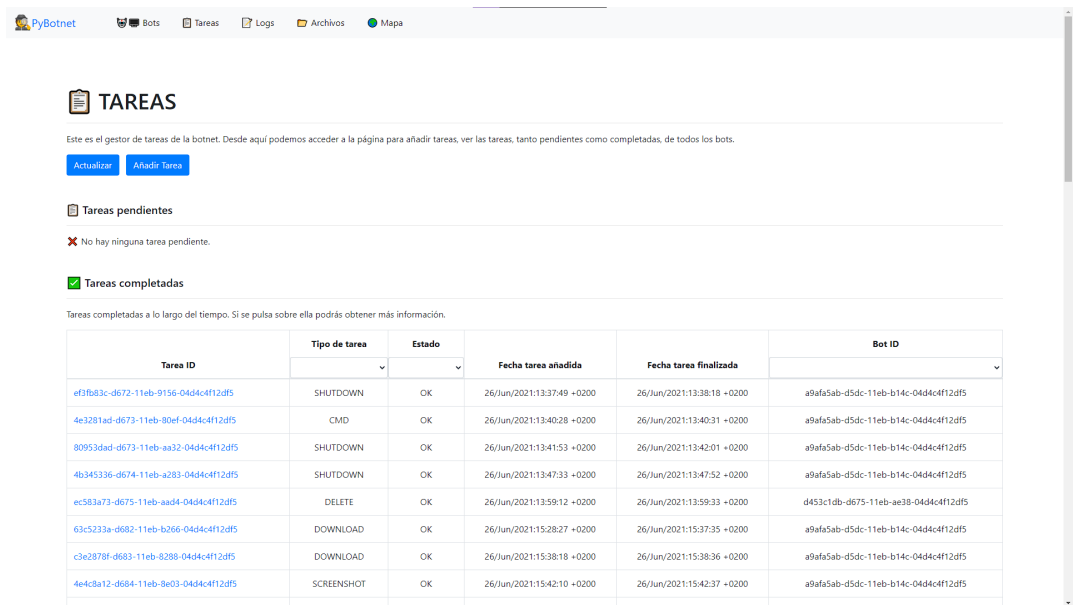 PyBotnet Bots Tareas Logs Archivos Mapa
TAREAS
Este es el gestor de tareas de la botnet. Desde aquí podemos acceder a la página para añadir tareas, ver las tareas, tanto pendientes como completadas, de todos los bots.
Actualizar Añadir Tarea
Tareas pendientes
No hay ninguna tarea pendiente.
Tareas completadas
Tareas completadas a lo largo del tiempo. Si se pulsa sobre ella podrás obtener más información.
Tarea ID Tipo de tarea Estado Fecha tarea añadida Fecha tarea finalizada Bot ID
ef3fb83c-d672-11eb-9156-04d4c4f12df5 SHUTDOWN OK 26/Jun/2021:13:37:49 +0200 26/Jun/2021:13:38:18 +0200 a9afa5ab-d5dc-11eb-b14c-04d4c4f12df5
4e3281ad-d673-11eb-80ef-04d4c4f12df5 CMD OK 26/Jun/2021:13:40:28 +0200 26/Jun/2021:13:40:31 +0200 a9afa5ab-d5dc-11eb-b14c-04d4c4f12df5
80953dad-d673-11eb-aa32-04d4c4f12df5 SHUTDOWN OK 26/Jun/2021:13:41:53 +0200 26/Jun/2021:13:42:01 +0200 a9afa5ab-d5dc-11eb-b14c-04d4c4f12df5
4b345336-d674-11eb-a283-04d4c4f12df5 SHUTDOWN OK 26/Jun/2021:13:47:33 +0200 26/Jun/2021:13:47:52 +0200 a9afa5ab-d5dc-11eb-b14c-04d4c4f12df5
ec583a73-d675-11eb-aad4-04d4c4f12df5 DELETE OK 26/Jun/2021:13:59:12 +0200 26/Jun/2021:13:59:33 +0200 d453c1db-d675-11eb-ae38-04d4c4f12df5
63c5233a-d682-11eb-b266-04d4c4f12df5 DOWNLOAD OK 26/Jun/2021:15:28:27 +0200 26/Jun/2021:15:37:35 +0200 a9afa5ab-d5dc-11eb-b14c-04d4c4f12df5
c3e2878f-d683-11eb-8288-04d4c4f12df5 DOWNLOAD OK 26/Jun/2021:15:38:18 +0200 26/Jun/2021:15:38:36 +0200 a9afa5ab-d5dc-11eb-b14c-04d4c4f12df5
4e4c8a12-d684-11eb-8e03-04d4c4f12df5 SCREENSHOT OK 26/Jun/2021:15:42:10 +0200 26/Jun/2021:15:42:37 +0200 a9afa5ab-d5dc-11eb-b14c-04d4c4f12df5